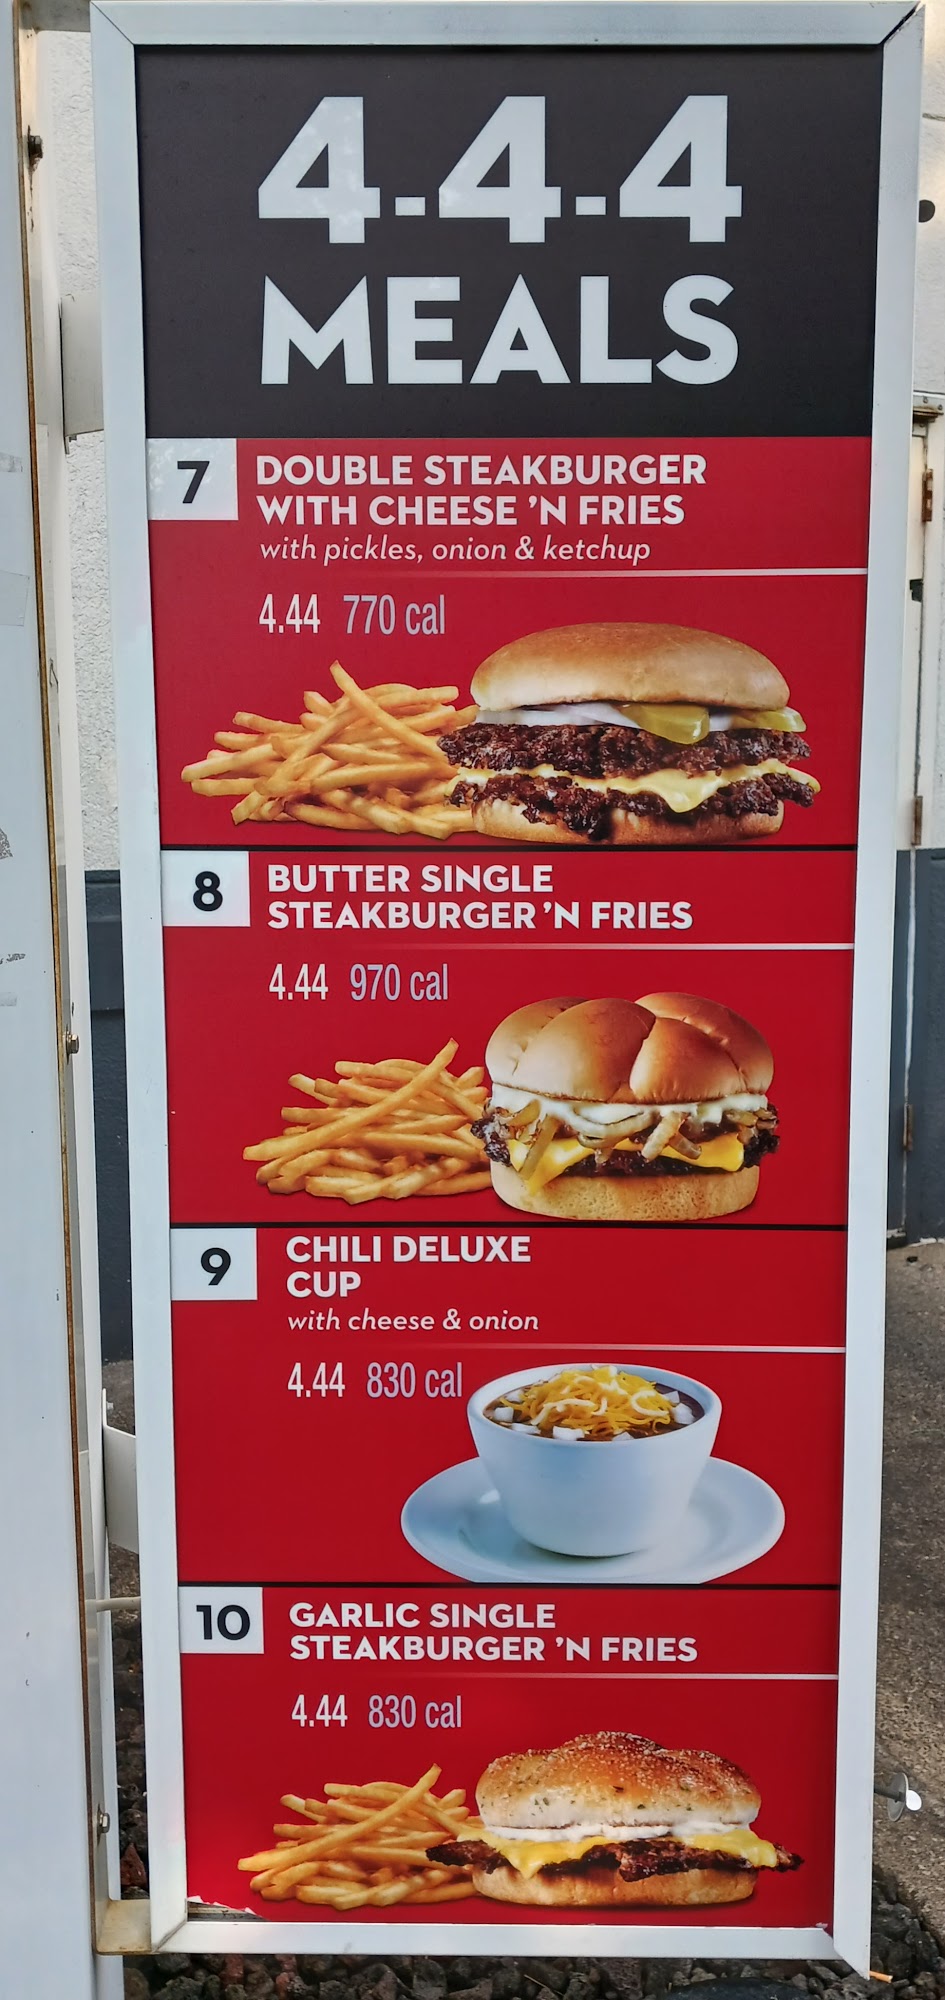 4-4-4
MEALS
7
DOUBLE STEAKBURGER
WITH CHEESE 'N FRIES
with pickles, onion & ketchup
4.44 770 cal
8
BUTTER SINGLE
STEAKBURGER 'N FRIES
4.44 970 cal
9
CHILI DELUXE
CUP
with cheese & onion
4.44 830 cal
10
GARLIC SINGLE
STEAKBURGER 'N FRIES
4.44 830 cal